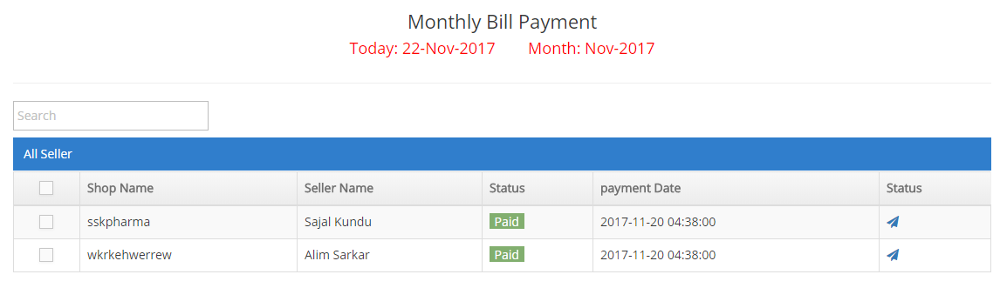 Monthly Bill Payment
Today: 22-Nov-2017 Month: Nov-2017
Search
All Seller
Shop Name Seller Name Status payment Date Status
sskpharma Sajal Kundu Paid 2017-11-20 04:38:00
wkrkehwerrew Alim Sarkar Paid 2017-11-20 04:38:00